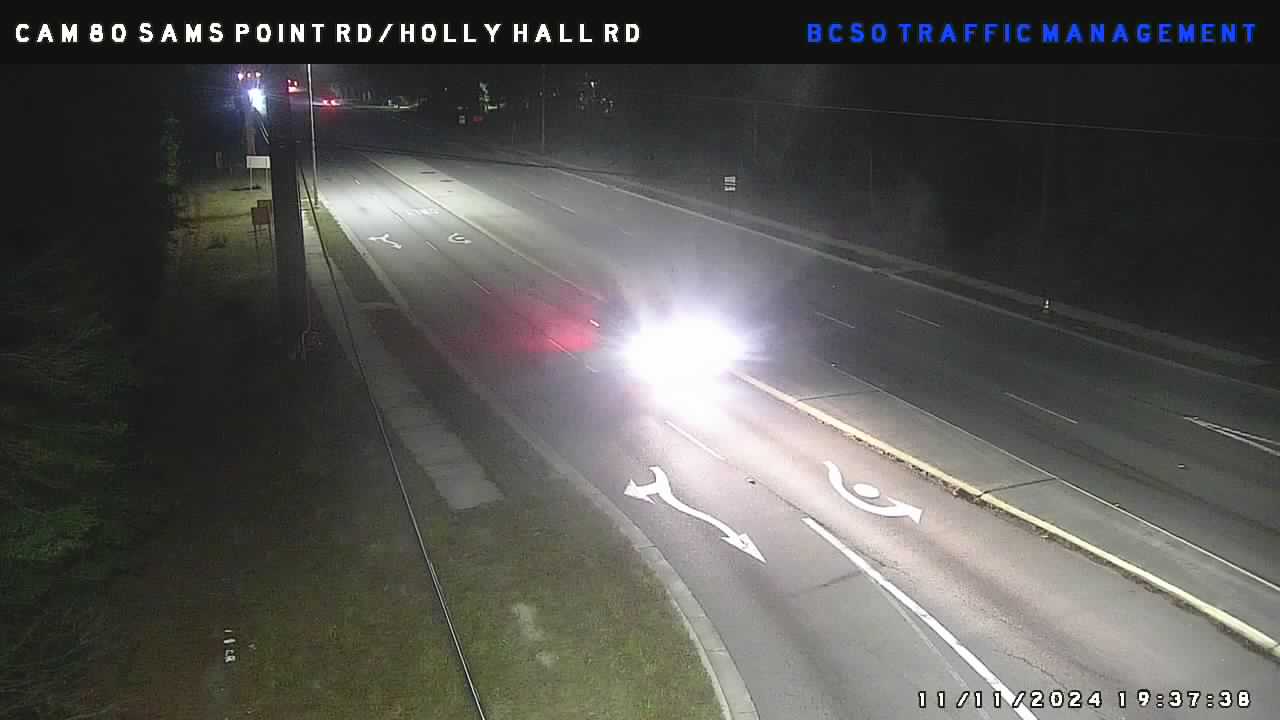 CAM 80 SAMS POINT RD/HOLLY HALL RD
BCSO TRAFFIC MANAGEMENT
11/11/2024 19:37:38